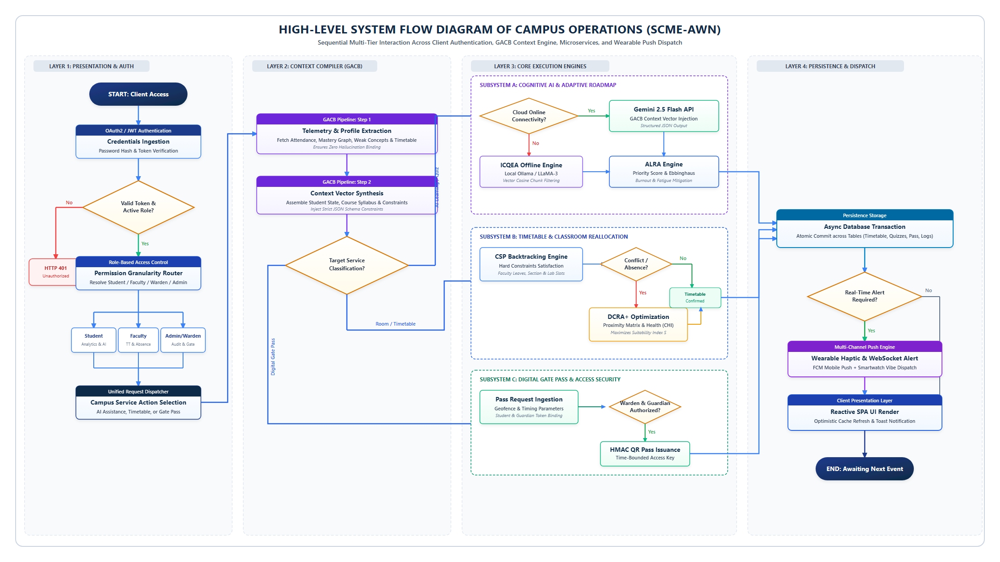 HIGH-LEVEL SYSTEM FLOW DIAGRAM OF CAMPUS OPERATIONS (SCME-AWN)
Sequential Multi-Tier Interaction Across Client Authentication, GACB Context Engine, Microservices, and Wearable Push Dispatch
LAYER 1: PRESENTATION & AUTH
START: Client Access
OAuth2 / JWT Authentication
Credentials Ingestion
Password Hash & Token Verification
Valid Token &
Active Role?
No
Yes
HTTP 401
Unauthorized
Role-Based Access Control
Permission Granularity Router
Resolve Student / Faculty / Warden / Admin
Student
Analytics & AI
Faculty
TT & Absence
Admin/Warden
Audit & Gate
Unified Request Dispatcher
Campus Service Action Selection
AI Assistance, Timetable, or Gate Pass
LAYER 2: CONTEXT COMPILER (GACB)
GACB Pipeline: Step 1
Telemetry & Profile Extraction
Fetch Attendance, Mastery Graph, Weak Concepts & Timetable
Ensures Zero Hallucination Binding
GACB Pipeline: Step 2
Context Vector Synthesis
Assemble Student State, Course Syllabus & Constraints
Inject Strict JSON Schema Constraints
Target Service
Classification?
AI Learning / Quiz
Room / Timetable
Digital Gate Pass
LAYER 3: CORE EXECUTION ENGINES
SUBSYSTEM A: COGNITIVE AI & ADAPTIVE ROADMAP
Cloud Online
Connectivity?
Yes
No
Gemini 2.5 Flash API
GACB Context Vector Injection
Structured JSON Output
ICQEA Offline Engine
Local Ollama / LLaMA-3
Vector Cosine Chunk Filtering
ALRA Engine
Priority Score & Ebbinghaus
Burnout & Fatigue Mitigation
SUBSYSTEM B: TIMETABLE & CLASSROOM REALLOCATION
CSP Backtracking Engine
Hard Constraints Satisfaction
Faculty Leaves, Section & Lab Slots
Conflict /
Absence?
No
Yes
Timetable
Confirmed
DCRA+ Optimization
Proximity Matrix & Health (CHI)
Maximizes Suitability Index S
SUBSYSTEM C: DIGITAL GATE PASS & ACCESS SECURITY
Pass Request Ingestion
Geofence & Timing Parameters
Student & Guardian Token Binding
Warden & Guardian
Authorized?
Yes
HMAC QR Pass Issuance
Time-Bounded Access Key
LAYER 4: PERSISTENCE & DISPATCH
Persistence Storage
Async Database Transaction
Atomic Commit across Tables (Timetable, Quizzes, Pass, Logs)
Real-Time Alert
Required?
No
Yes
Multi-Channel Push Engine
Wearable Haptic & WebSocket Alert
FCM Mobile Push + Smartwatch Vibe Dispatch
Client Presentation Layer
Reactive SPA UI Render
Optimistic Cache Refresh & Toast Notification
END: Awaiting Next Event